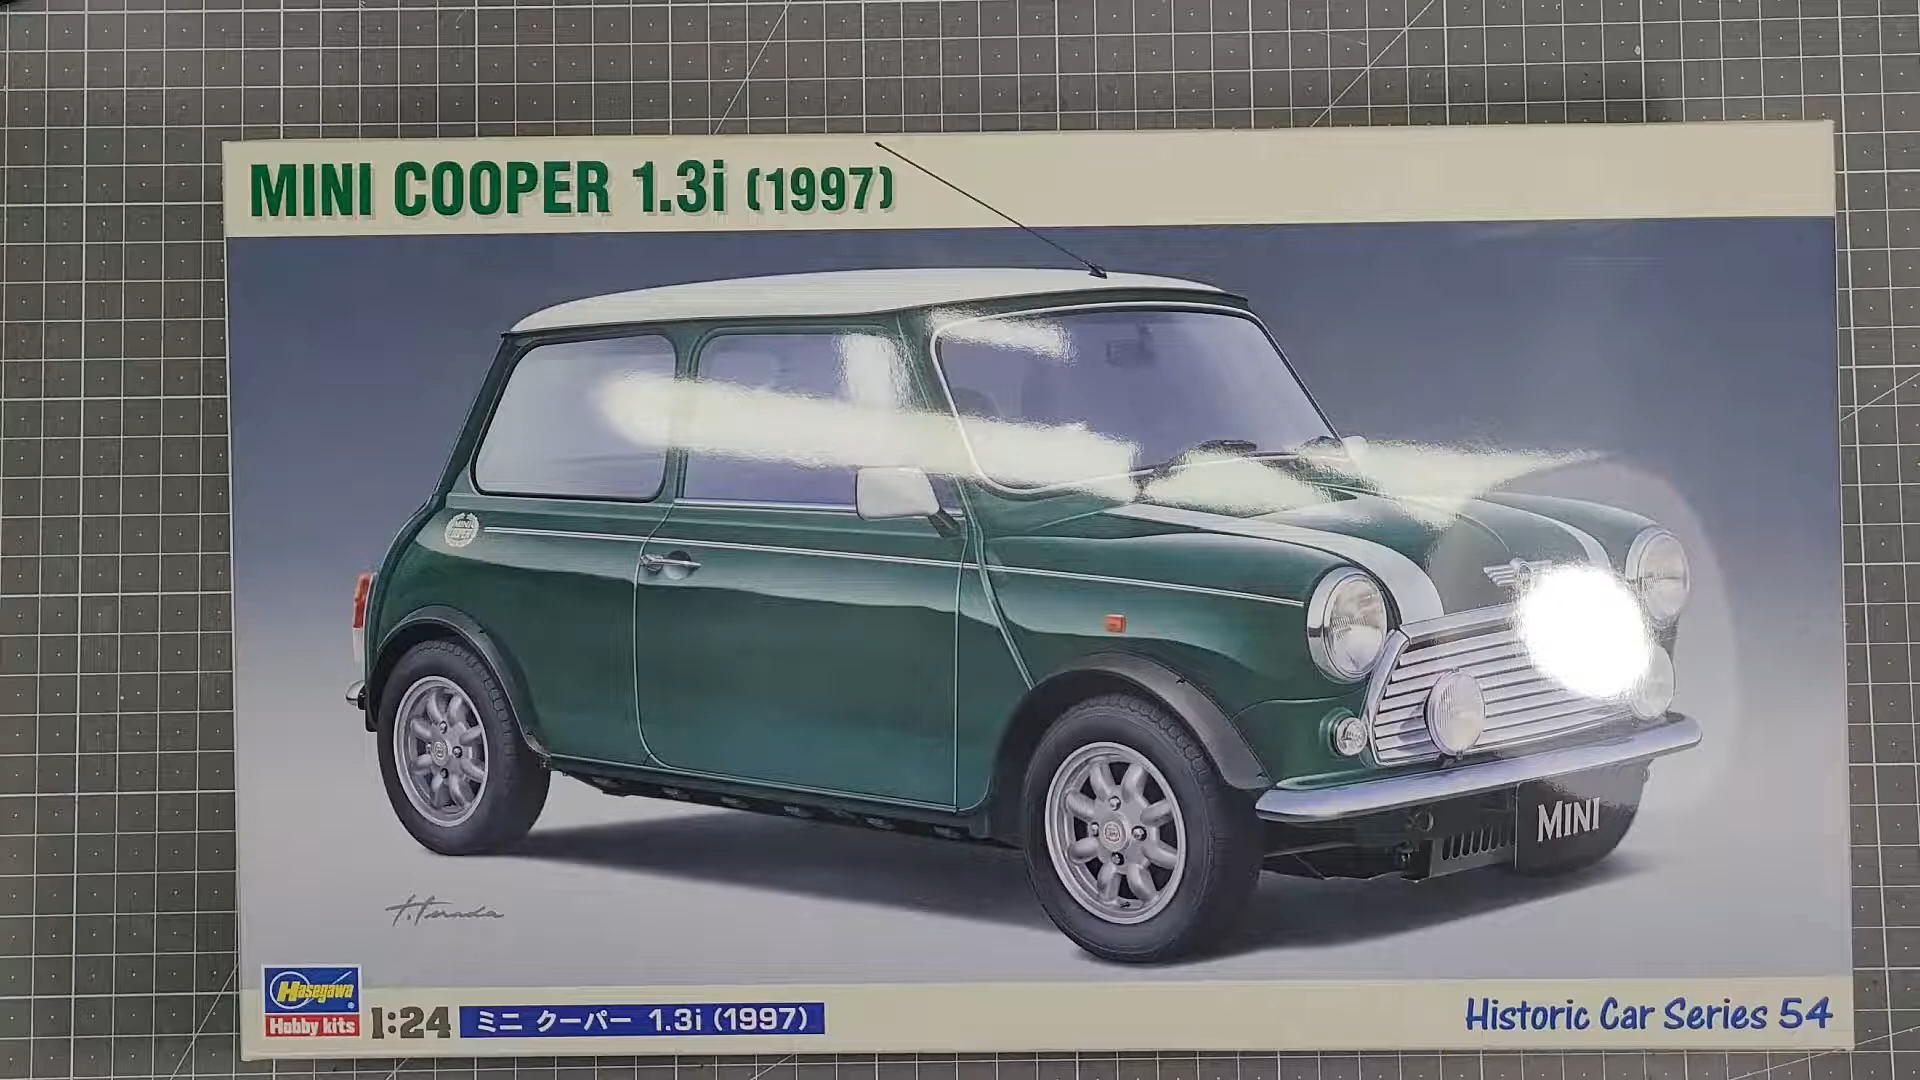 MINI COOPER 1.3i (1997)
MINI
T.Terada
Hasegawa
Hobby kits
1:24
ミニ クーパー 1.3i (1997)
Historic Car Series 54